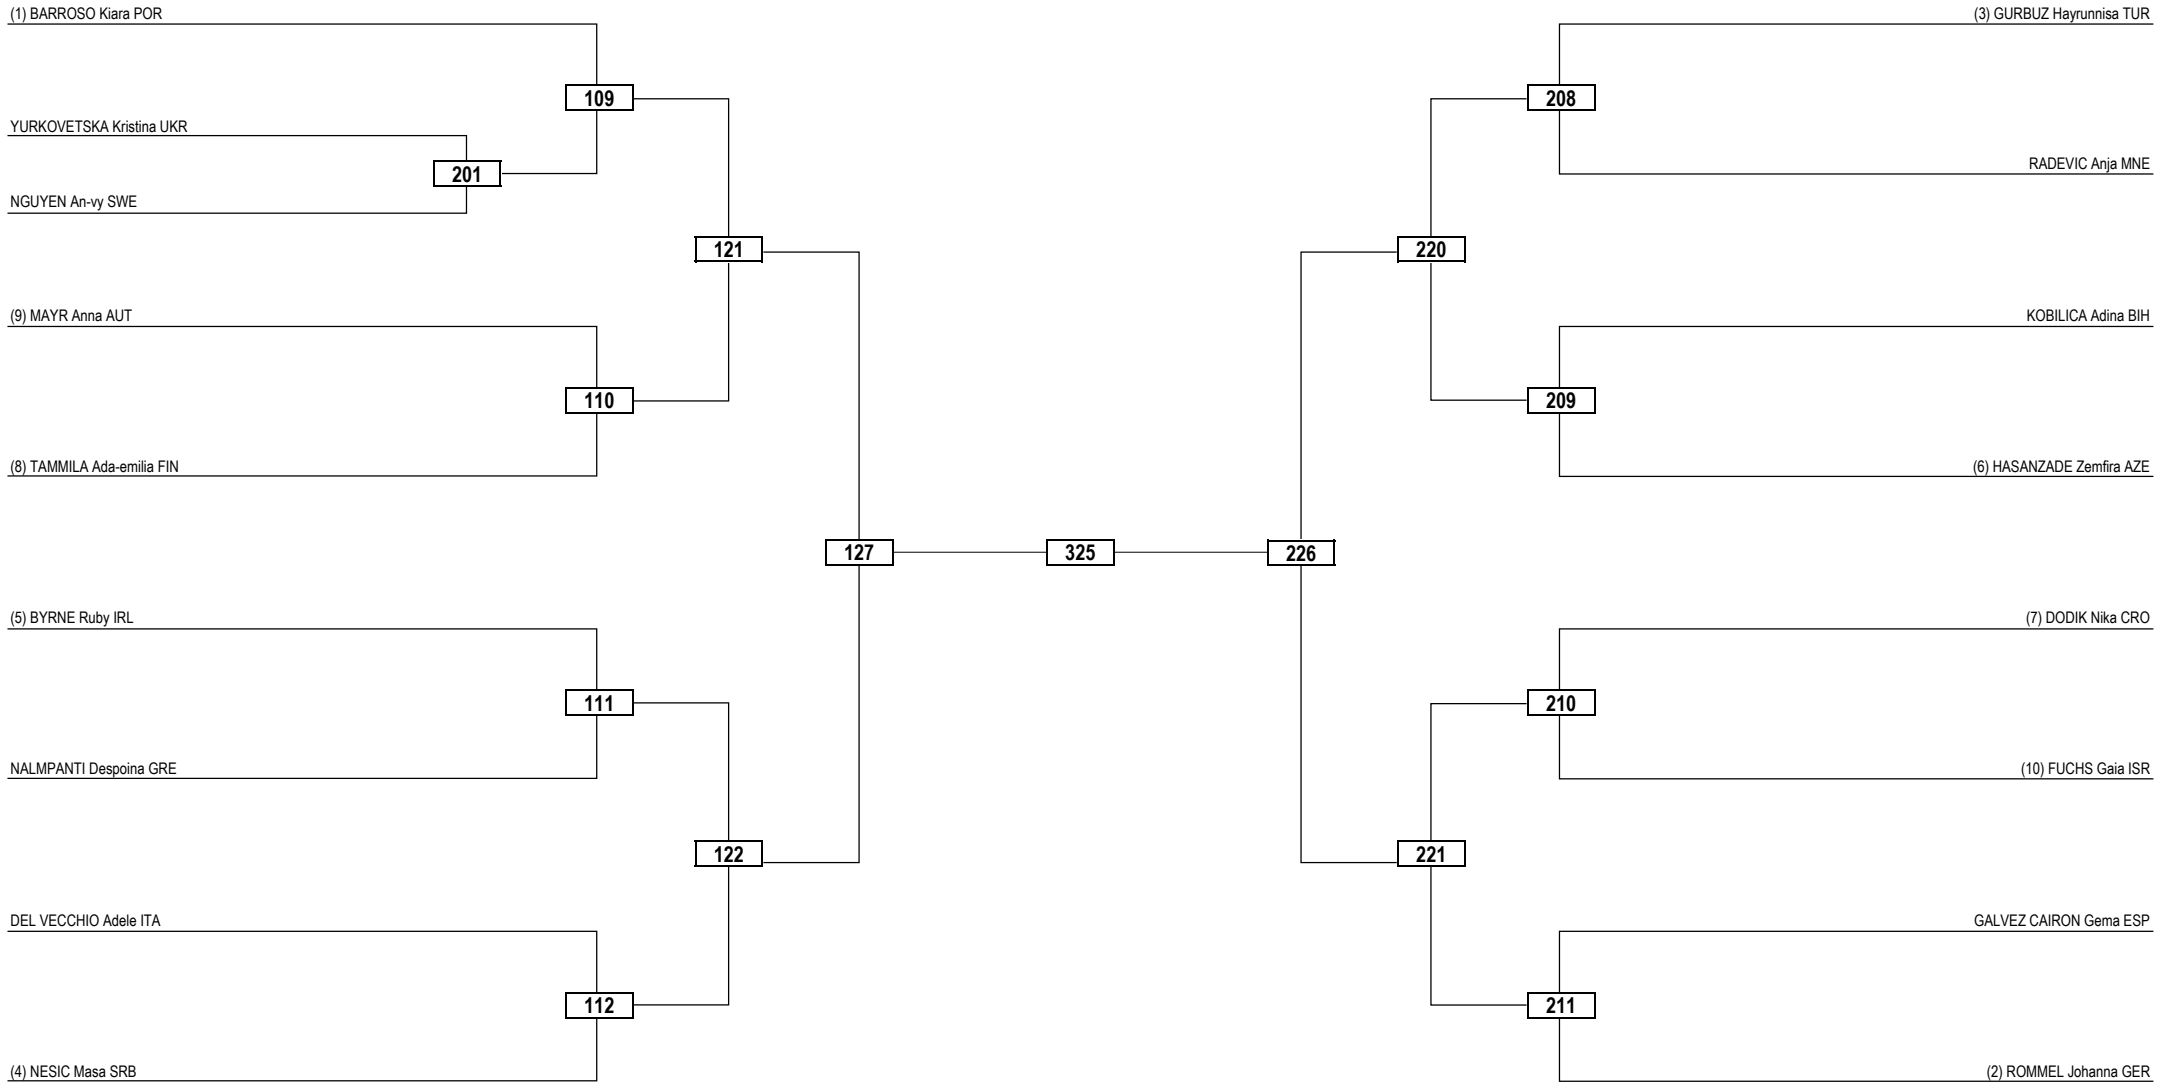 (1) BARROSO Kiara POR
(3) GURBUZ Hayrunnisa TUR
109
208
YURKOVETSKA Kristina UKR
201
RADEVIC Anja MNE
NGUYEN An-vy SWE
121
220
(9) MAYR Anna AUT
KOBILICA Adina BIH
110
209
(8) TAMMILA Ada-emilia FIN
(6) HASANZADE Zemfira AZE
127
325
226
(5) BYRNE Ruby IRL
(7) DODIK Nika CRO
111
210
NALMPANTI Despoina GRE
(10) FUCHS Gaia ISR
122
221
DEL VECCHIO Adele ITA
GALVEZ CAIRON Gema ESP
112
211
(4) NESIC Masa SRB
(2) ROMMEL Johanna GER